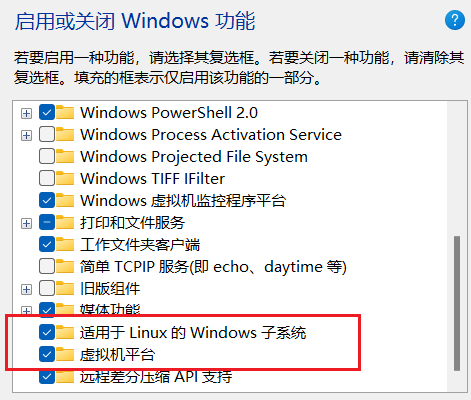 启用或关闭 Windows 功能
?
若要启用一种功能，请选择其复选框。若要关闭一种功能，请清除其
复选框。填充的框表示仅启用该功能的一部分。
Windows PowerShell 2.0
Windows Process Activation Service
Windows Projected File System
Windows TIFF IFilter
Windows 虚拟机监控程序平台
打印和文件服务
工作文件夹客户端
简单 TCPIP 服务(即 echo、daytime 等)
旧版组件
媒体功能
适用于 Linux 的 Windows 子系统
虚拟机平台
远程差分压缩 API 支持